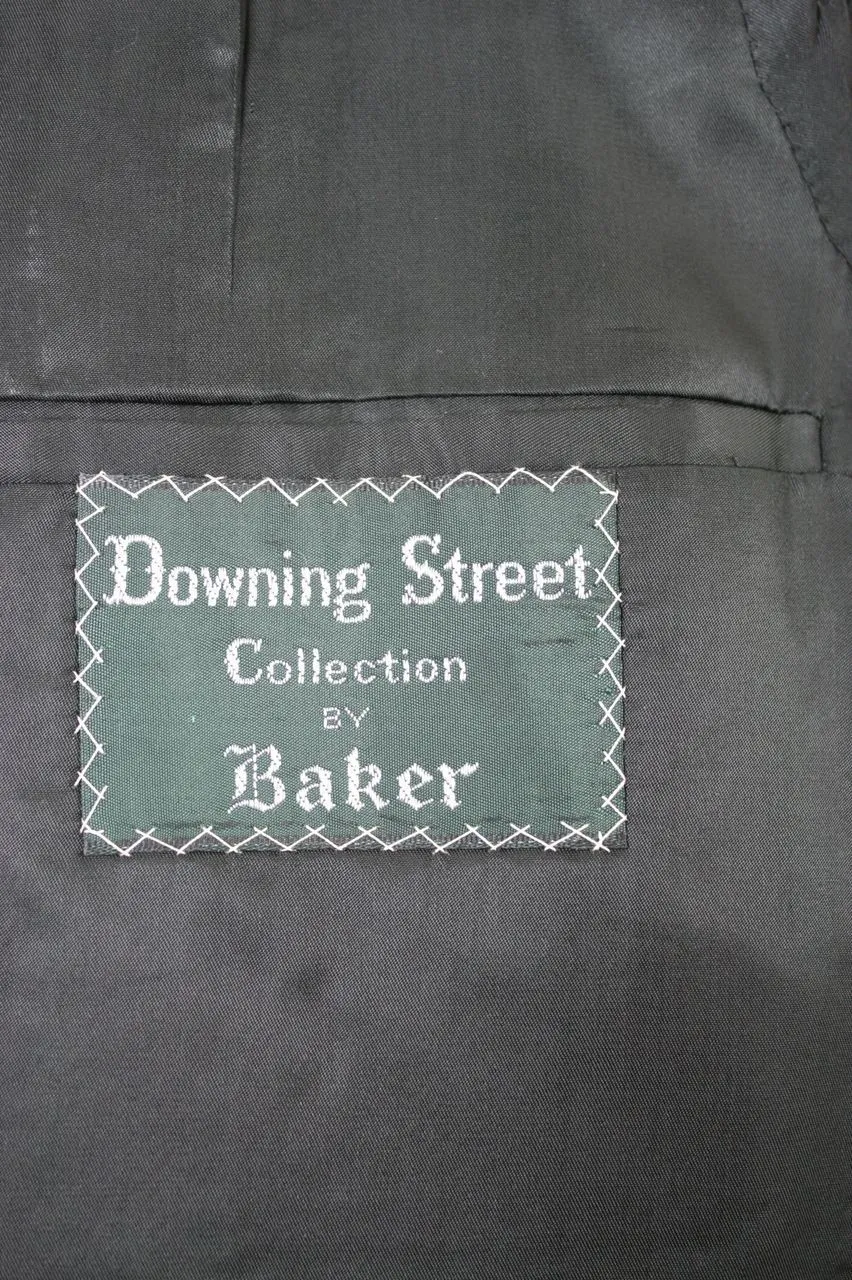 Downing Street
Collection
BY
Baker